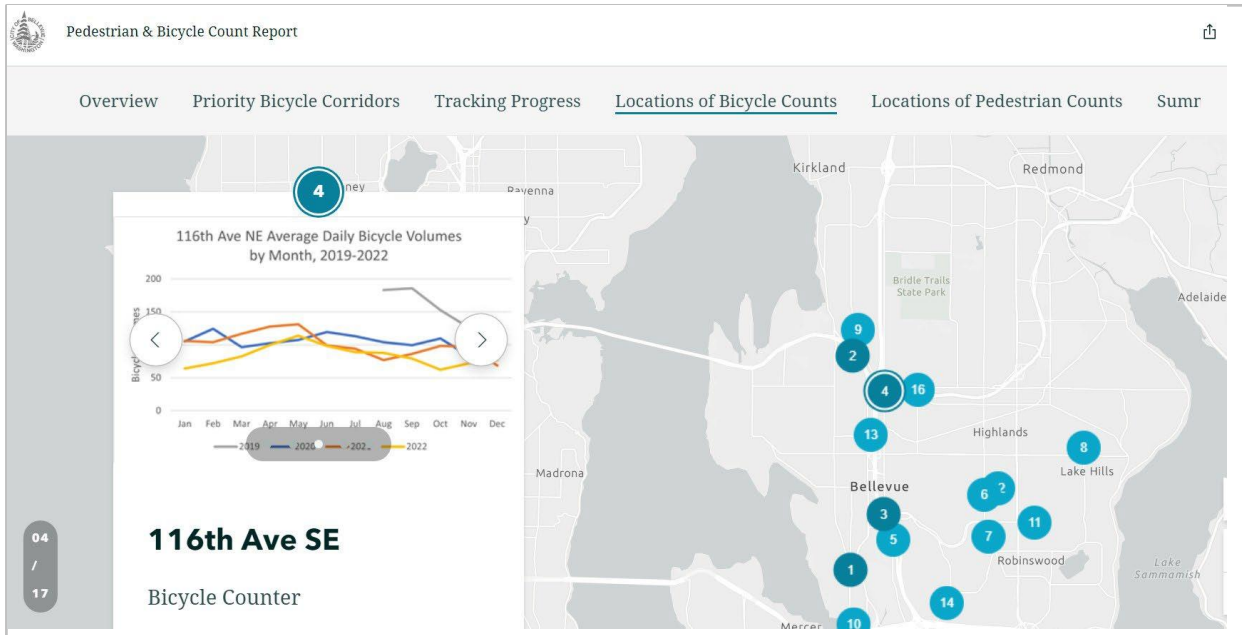 Pedestrian & Bicycle Count Report
Overview Priority Bicycle Corridors Tracking Progress Locations of Bicycle Counts Locations of Pedestrian Counts Sumr
4
116th Ave NE Average Daily Bicycle Volumes
by Month, 2019-2022
200
150
50
0
Jan Feb Mar Apr May Jun Jul Aug Sep Oct Nov Dec
2019 2020 2022
116th Ave SE
Bicycle Counter
04
/
17
Kirkland
Redmond
Ravenna
Bridle Trails
State Park
Adelaide
9
2
4
16
13
Highlands
8
Lake Hills
Madrona
Bellevue
6
3
11
5
7
Robinswood
Lake
Sammamish
1
14
10
Mercer